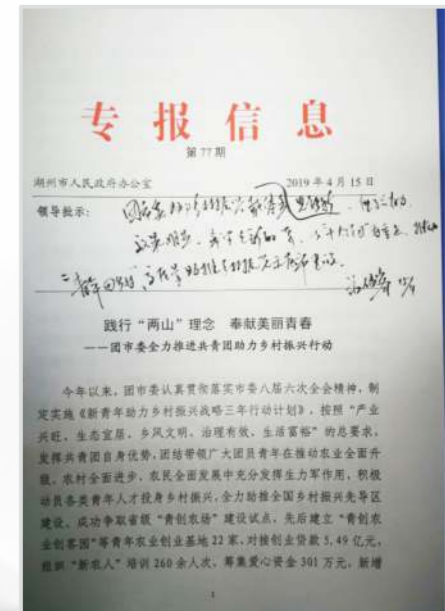 专报信息
第77期
湖州市人民政府办公室 2019年4月15日
领导批示:
践行“两山”理念 奉献美丽青春
——团市委全力推进共青团助力乡村振兴行动
今年以来，团市委认真贯彻落实市委八届六次全会精神，制
定实施《新青年助力乡村振兴战略三年行动计划》，按照“产业
兴旺、生态宜居、乡风文明、治理有效、生活富裕”的总要求，
发挥共青团自身优势，团结带领广大团员青年在推动农业全面升
级、农村全面进步、农民全面发展中充分发挥生力军作用，积极
动员各类青年人才投身乡村振兴，全力助推全国乡村振兴先导区
建设。成功争取省级“青创农场”建设试点，先后建立“青创农
业创客园”等青年农业创业基地22家，对接创业贷款5.49亿元，
组织“新农人”培训260余人次，筹集爱心资金301万元，新增
1